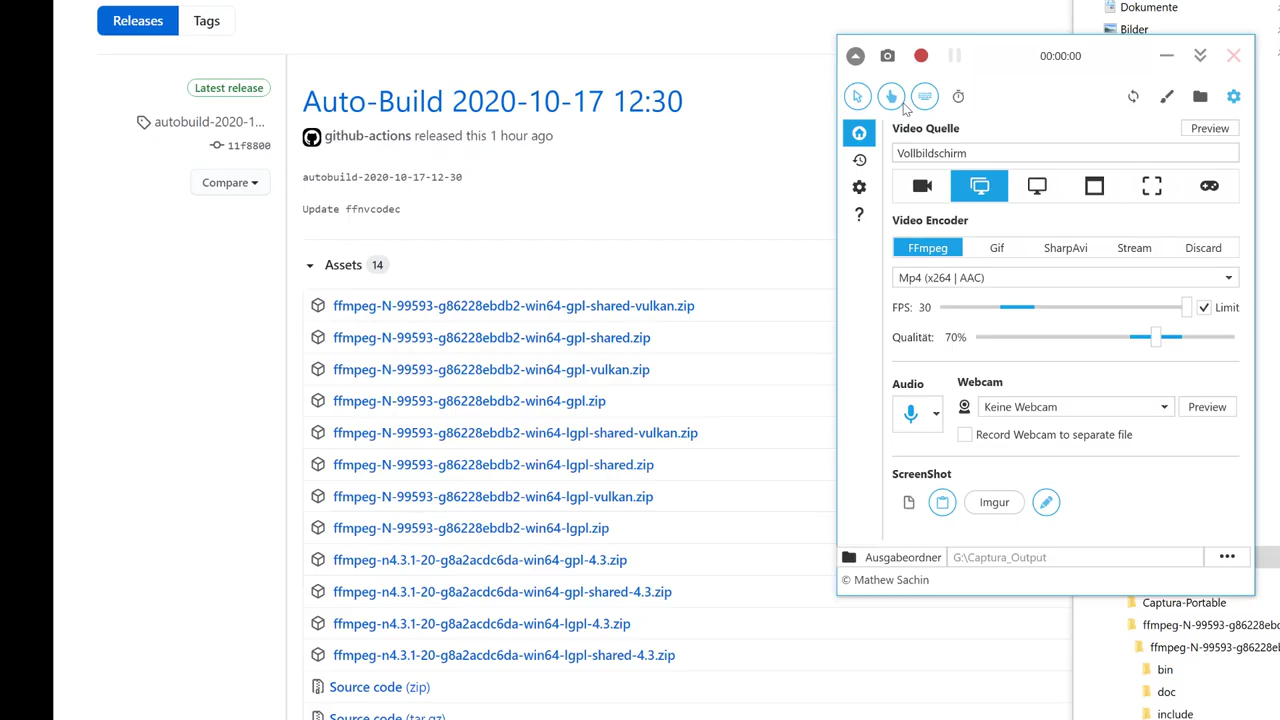 Releases
Tags
Latest release
autobuild-2020-1...
11f8800
Compare
Auto-Build 2020-10-17 12:30
github-actions released this 1 hour ago
autobuild-2020-10-17-12-30
Update ffnvcodec
Assets 14
ffmpeg-N-99593-g86228ebdb2-win64-gpl-shared-vulkan.zip
ffmpeg-N-99593-g86228ebdb2-win64-gpl-shared.zip
ffmpeg-N-99593-g86228ebdb2-win64-gpl-vulkan.zip
ffmpeg-N-99593-g86228ebdb2-win64-gpl.zip
ffmpeg-N-99593-g86228ebdb2-win64-lgpl-shared-vulkan.zip
ffmpeg-N-99593-g86228ebdb2-win64-lgpl-shared.zip
ffmpeg-N-99593-g86228ebdb2-win64-lgpl-vulkan.zip
ffmpeg-N-99593-g86228ebdb2-win64-lgpl.zip
ffmpeg-n4.3.1-20-g8a2acdc6da-win64-gpl-4.3.zip
ffmpeg-n4.3.1-20-g8a2acdc6da-win64-gpl-shared-4.3.zip
ffmpeg-n4.3.1-20-g8a2acdc6da-win64-lgpl-4.3.zip
ffmpeg-n4.3.1-20-g8a2acdc6da-win64-lgpl-shared-4.3.zip
Source code (zip)
Source code (tar.gz)
Dokumente
Bilder
00:00:00
Video Quelle
Preview
Vollbildschirm
Video Encoder
FFmpeg Gif SharpAvi Stream Discard
Mp4 (x264 | AAC)
FPS: 30
Limit
Qualität: 70%
Audio
Webcam
Keine Webcam
Preview
Record Webcam to separate file
ScreenShot
Imgur
Ausgabeordner G:\Captura_Output
•••
© Mathew Sachin
Captura-Portable
ffmpeg-N-99593-g86228ebd
ffmpeg-N-99593-g86228e
bin
doc
include